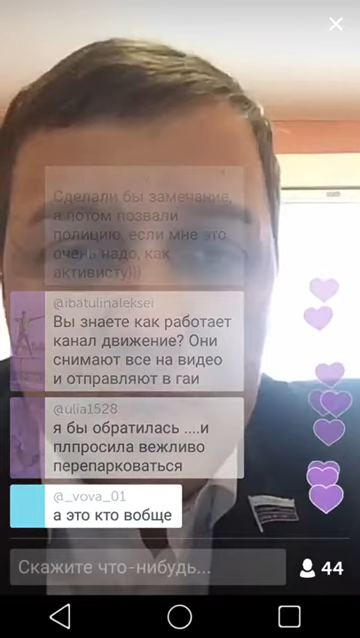 Сделали бы замечание,
а потом позвали
полицию, если мне это
очень надо, как
активисту)))
@ibatulinaleksei
Вы знаете как работает
канал движение? Они
снимают все на видео
и отправляют в гаи
@ulia1528
я бы обратилась ....и
плпросила вежливо
перепарковаться
@_vova_01
а это кто вобще
Скажите что-нибудь...
44